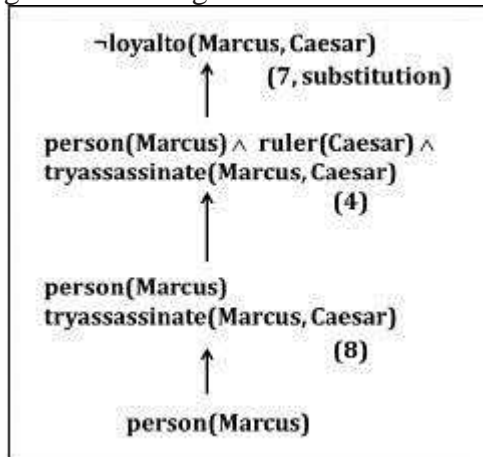 ¬loyalto(Marcus, Caesar)
(7, substitution)
person(Marcus) ∧ ruler(Caesar) ∧
tryassassinate(Marcus, Caesar)
(4)
person(Marcus)
tryassassinate(Marcus, Caesar)
(8)
person(Marcus)